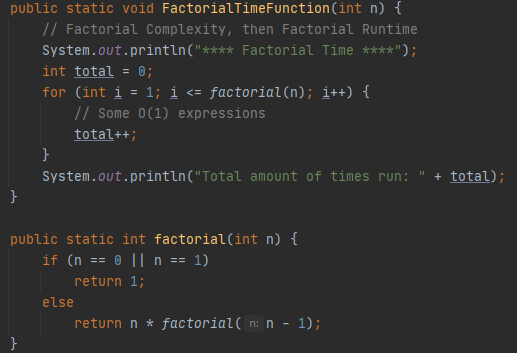 public static void FactorialTimeFunction(int n) {
    // Factorial Complexity, then Factorial Runtime
    System.out.println("**** Factorial Time ****");
    int total = 0;
    for (int i = 1; i <= factorial(n); i++) {
        // Some O(1) expressions
        total++;
    }
    System.out.println("Total amount of times run: " + total);
}

public static int factorial(int n) {
    if (n == 0 || n == 1)
        return 1;
    else
        return n * factorial( n: n - 1);
}